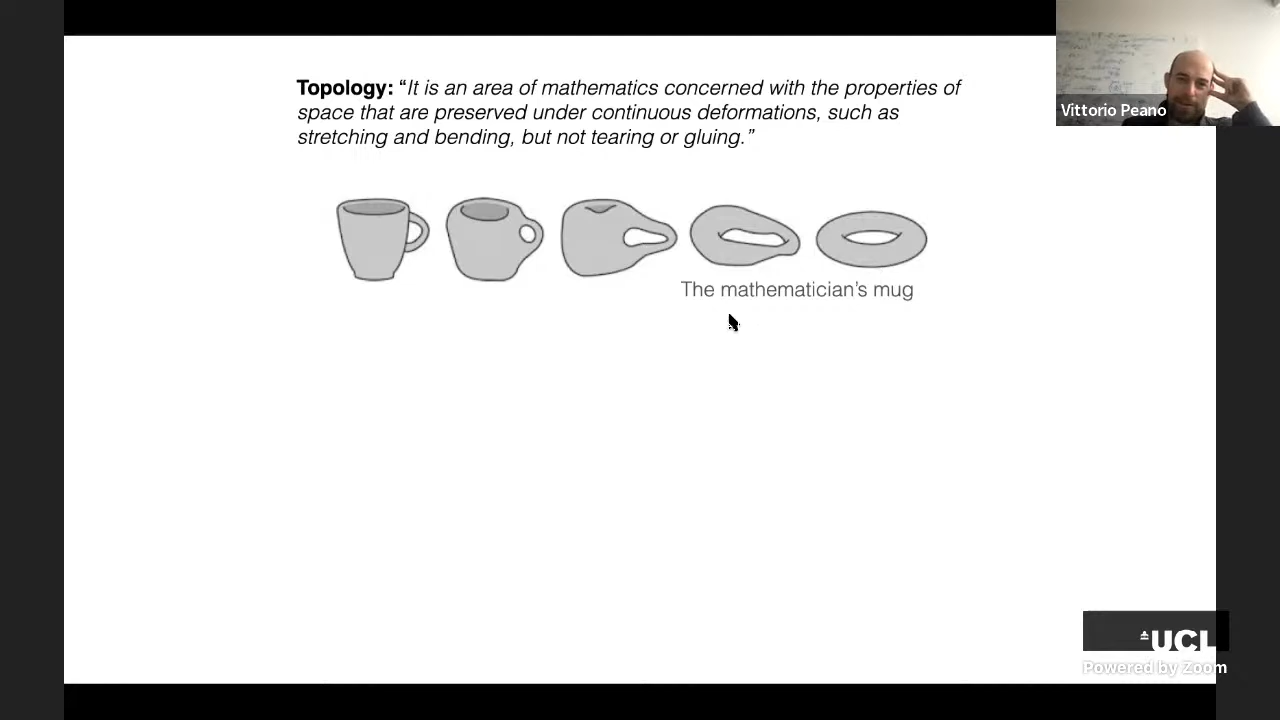 Topology: “It is an area of mathematics concerned with the properties of
space that are preserved under continuous deformations, such as
stretching and bending, but not tearing or gluing.”
The mathematician’s mug
Vittorio Peano
UCL
Powered by Zoom